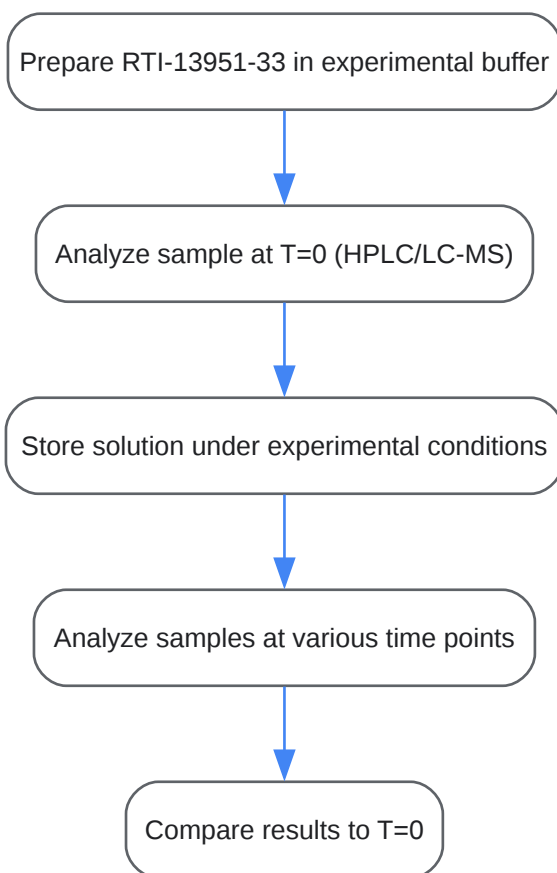 Prepare RTI-13951-33 in experimental buffer
Analyze sample at T=0 (HPLC/LC-MS)
Store solution under experimental conditions
Analyze samples at various time points
Compare results to T=0